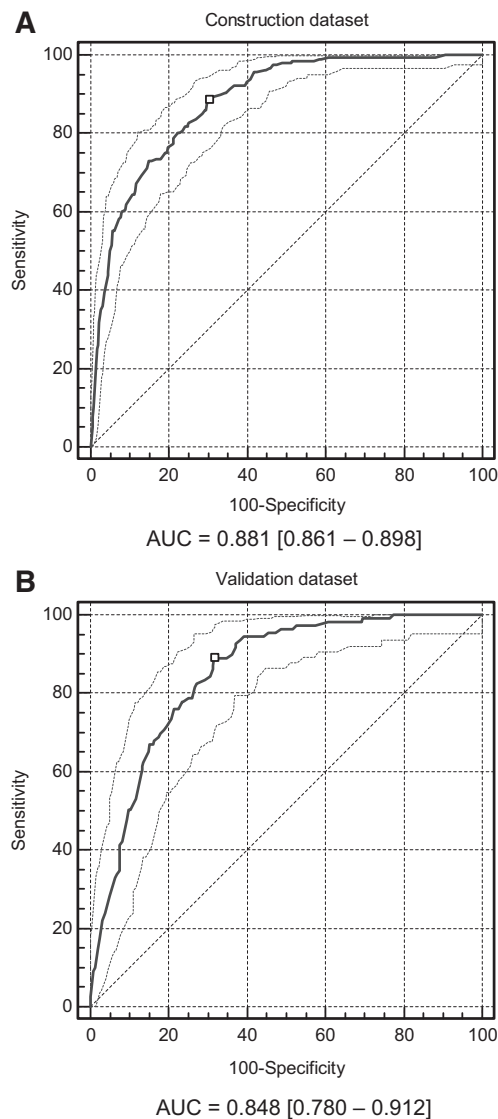 A
Construction dataset
100
80
60
40
20
0
Sensitivity
0 20 40 60 80 100
100-Specificity
AUC = 0.881 [0.861 – 0.898]
B
Validation dataset
100
80
60
40
20
0
Sensitivity
0 20 40 60 80 100
100-Specificity
AUC = 0.848 [0.780 – 0.912]